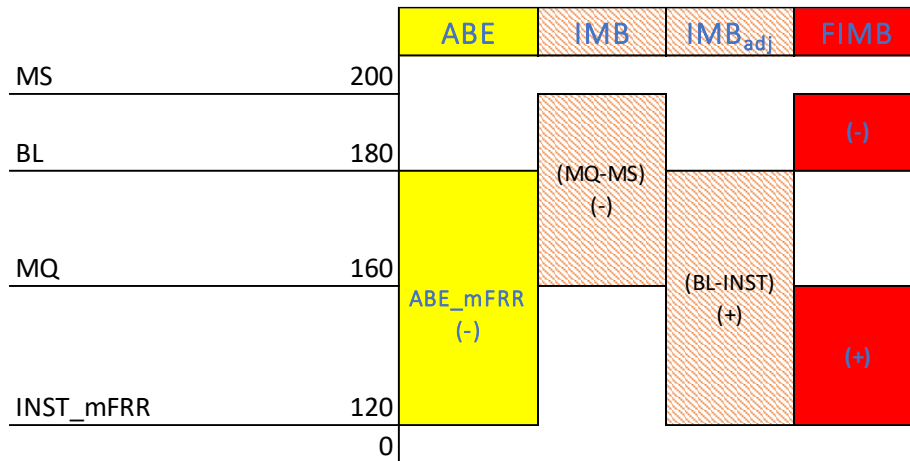 ABE IMB IMBadj FIMB
MS 200
(-)
BL 180
(MQ-MS)
(-)
MQ 160
(BL-INST)
(+)
ABE_mFRR
(-)
(+)
INST_mFRR 120
0